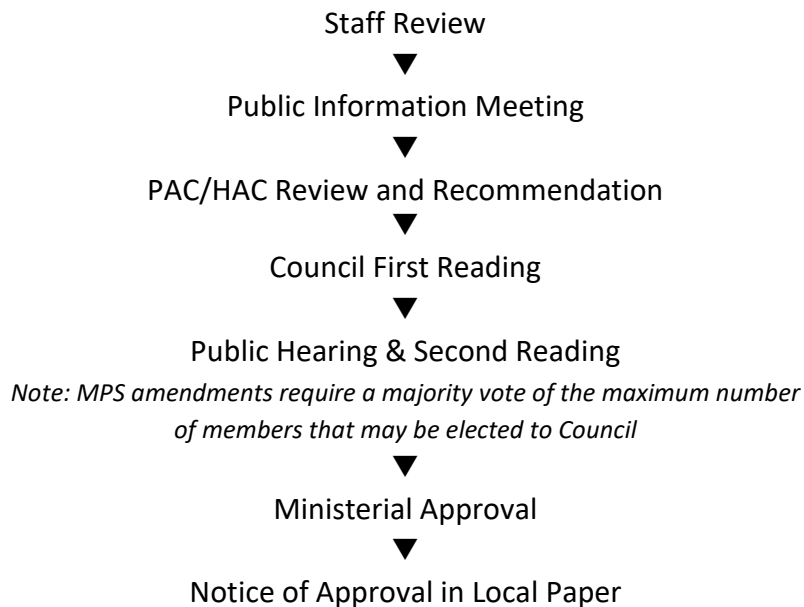 Staff Review
Public Information Meeting
PAC/HAC Review and Recommendation
Council First Reading
Public Hearing & Second Reading
Note: MPS amendments require a majority vote of the maximum number
of members that may be elected to Council
Ministerial Approval
Notice of Approval in Local Paper